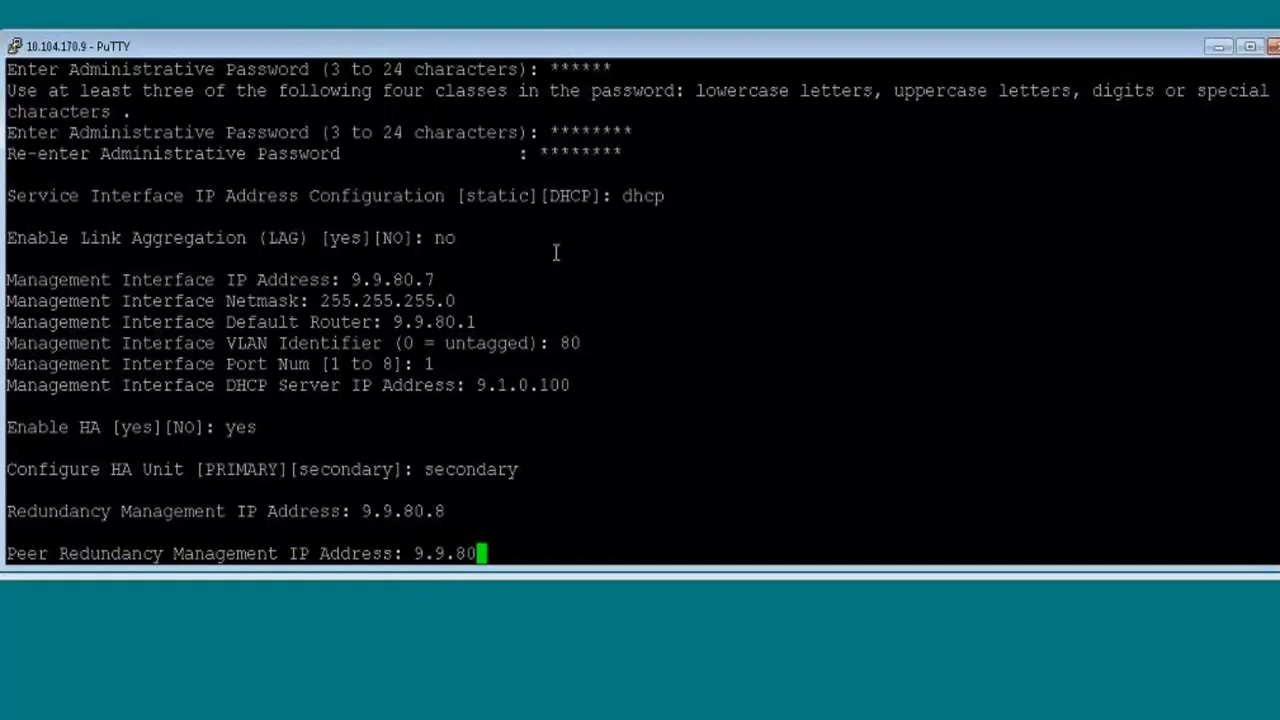 10.104.170.9 - PuTTY
Enter Administrative Password (3 to 24 characters): ******
Use at least three of the following four classes in the password: lowercase letters, uppercase letters, digits or special
characters .
Enter Administrative Password (3 to 24 characters): ********
Re-enter Administrative Password : ********
Service Interface IP Address Configuration [static][DHCP]: dhcp
Enable Link Aggregation (LAG) [yes][NO]: no
Management Interface IP Address: 9.9.80.7
Management Interface Netmask: 255.255.255.0
Management Interface Default Router: 9.9.80.1
Management Interface VLAN Identifier (0 = untagged): 80
Management Interface Port Num [1 to 8]: 1
Management Interface DHCP Server IP Address: 9.1.0.100
Enable HA [yes][NO]: yes
Configure HA Unit [PRIMARY][secondary]: secondary
Redundancy Management IP Address: 9.9.80.8
Peer Redundancy Management IP Address: 9.9.80